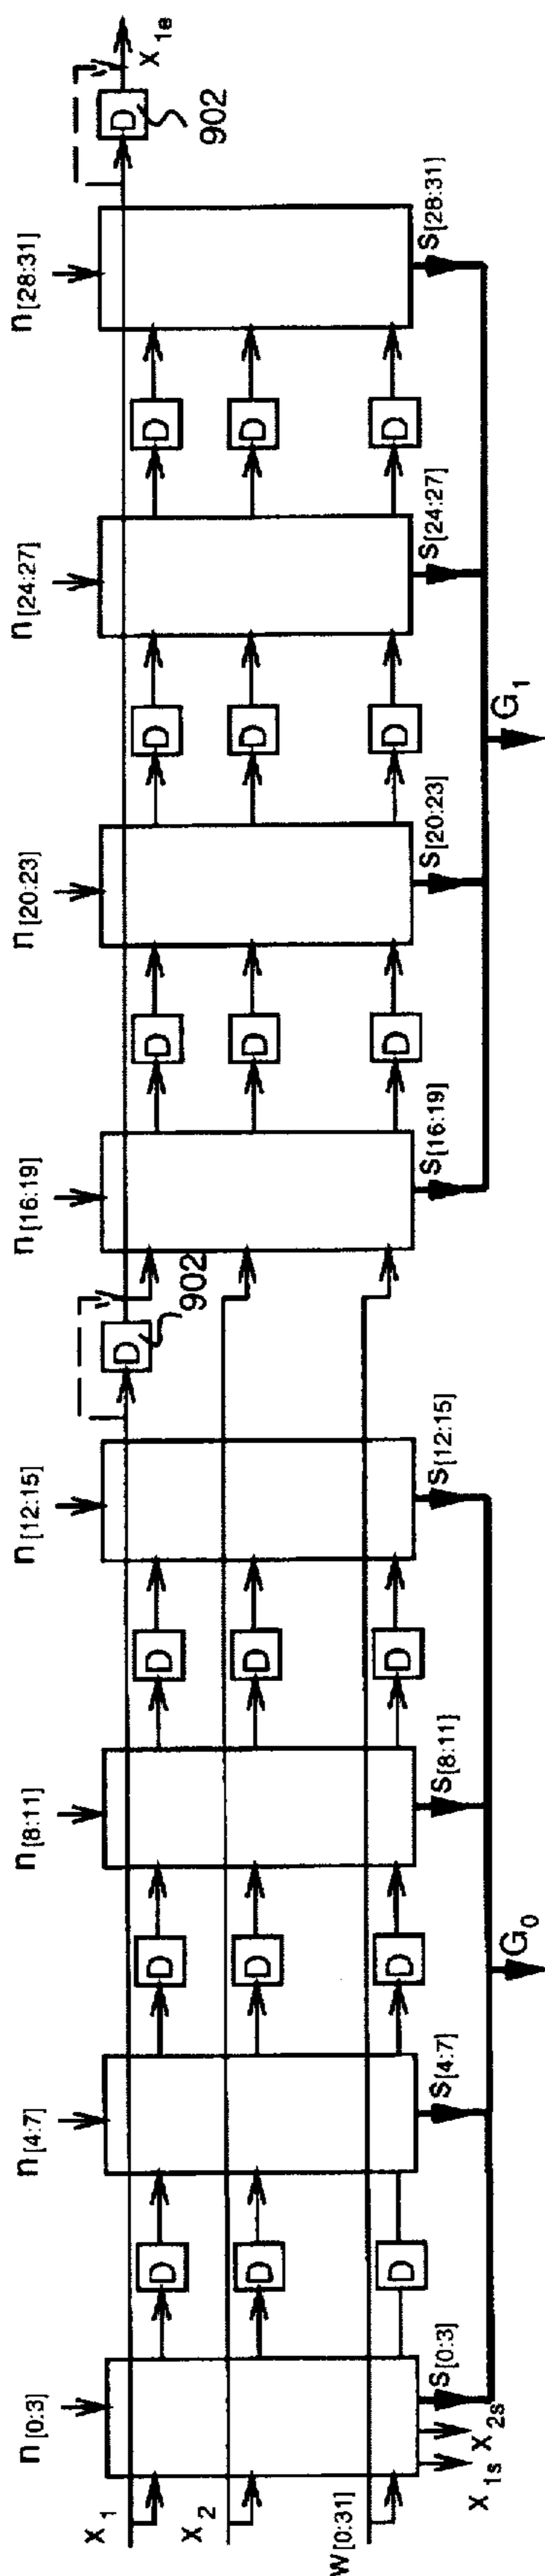 n[0:3] n[4:7] n[8:11] n[12:15] n[16:19] n[20:23] n[24:27] n[28:31]
x1 D D D D 902 D D D D 902 x1e
x2 D D D D D D
w[0:31] D D D D D D
x1s x2s s[0:3] s[4:7] s[8:11] s[12:15] s[16:19] s[20:23] s[24:27] s[28:31]
G0 G1